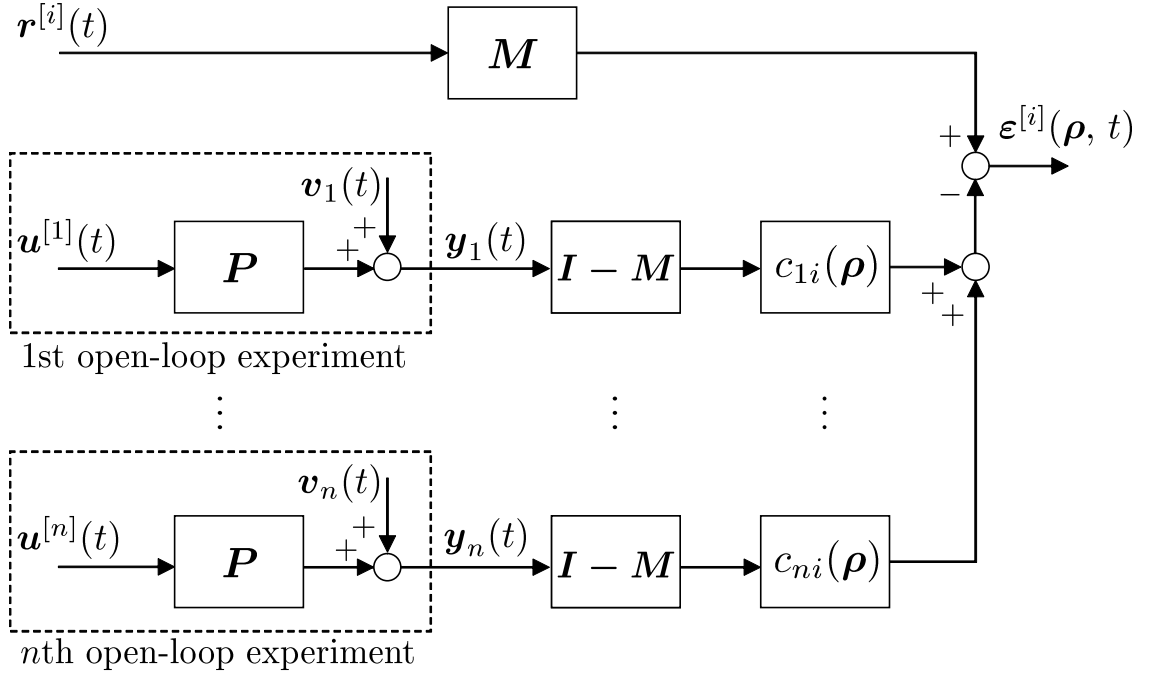 r^{[i]}(t)
M
+
ε^{[i]}(ρ, t)
−
v_1(t)
+
u^{[1]}(t)
P
+
y_1(t)
I − M
c_{1i}(ρ)
+
+
1st open-loop experiment
⋮ ⋮ ⋮
v_n(t)
+
u^{[n]}(t)
P
+
y_n(t)
I − M
c_{ni}(ρ)
nth open-loop experiment